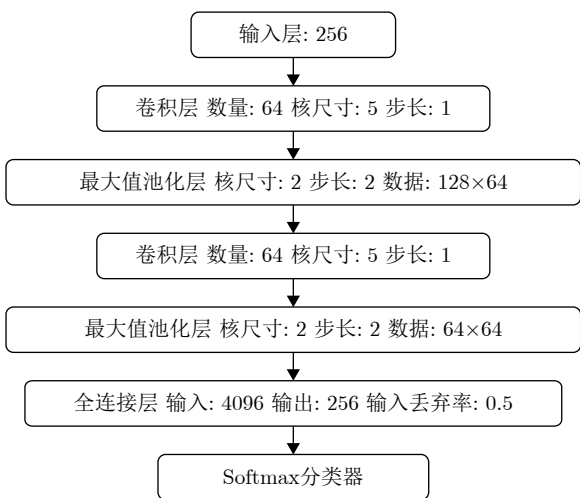 输入层: 256
卷积层 数量: 64 核尺寸: 5 步长: 1
最大值池化层 核尺寸: 2 步长: 2 数据: 128×64
卷积层 数量: 64 核尺寸: 5 步长: 1
最大值池化层 核尺寸: 2 步长: 2 数据: 64×64
全连接层 输入: 4096 输出: 256 输入丢弃率: 0.5
Softmax分类器